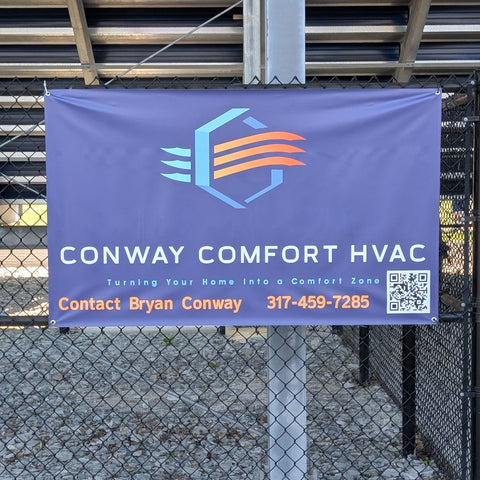 CONWAY COMFORT HVAC
Turning Your Home Into a Comfort Zone
Contact Bryan Conway 317-459-7285